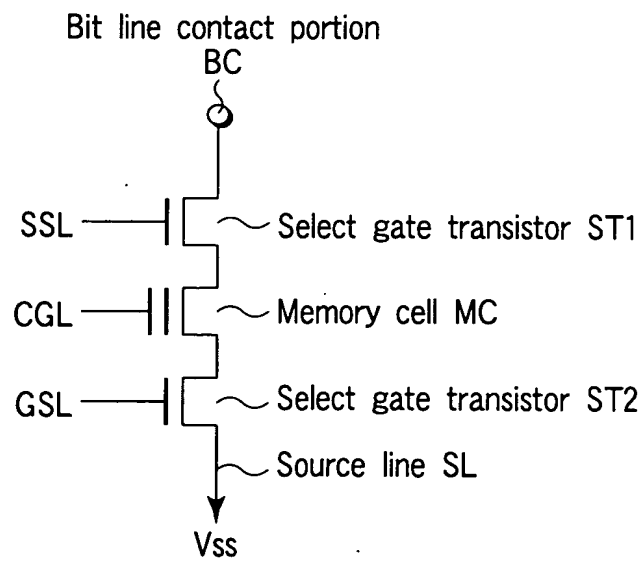 Bit line contact portion
BC
SSL
Select gate transistor ST1
CGL
Memory cell MC
GSL
Select gate transistor ST2
Source line SL
Vss